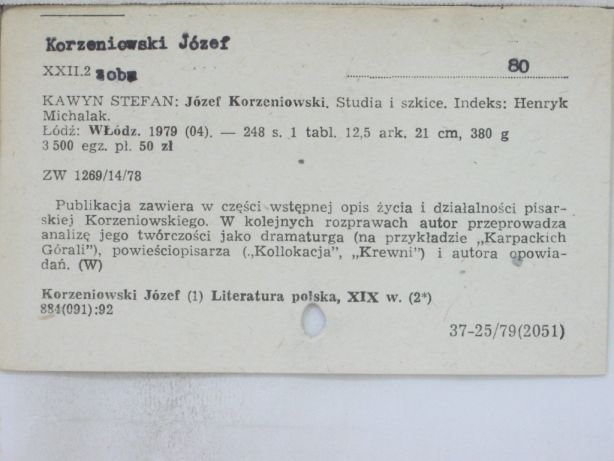 Korzeniowski Józef
XXII.2 zoba
80
KAWYN STEFAN: Józef Korzeniowski. Studia i szkice. Indeks: Henryk
Michalak.
Łódź: WŁódz. 1979 (04). — 248 s. 1 tabl. 12,5 ark. 21 cm, 380 g
3 500 egz. pł. 50 zł
ZW 1269/14/78
Publikacja zawiera w części wstępnej opis życia i działalności pisar-
skiej Korzeniowskiego. W kolejnych rozprawach autor przeprowadza
analizę jego twórczości jako dramaturga (na przykładzie „Karpackich
Górali”), powieściopisarza (.,Kollokacja”, „Krewni”) i autora opowia-
dań. (W)
Korzeniowski Józef (1) Literatura polska, XIX w. (2*)
884(091):92
37-25/79(2051)